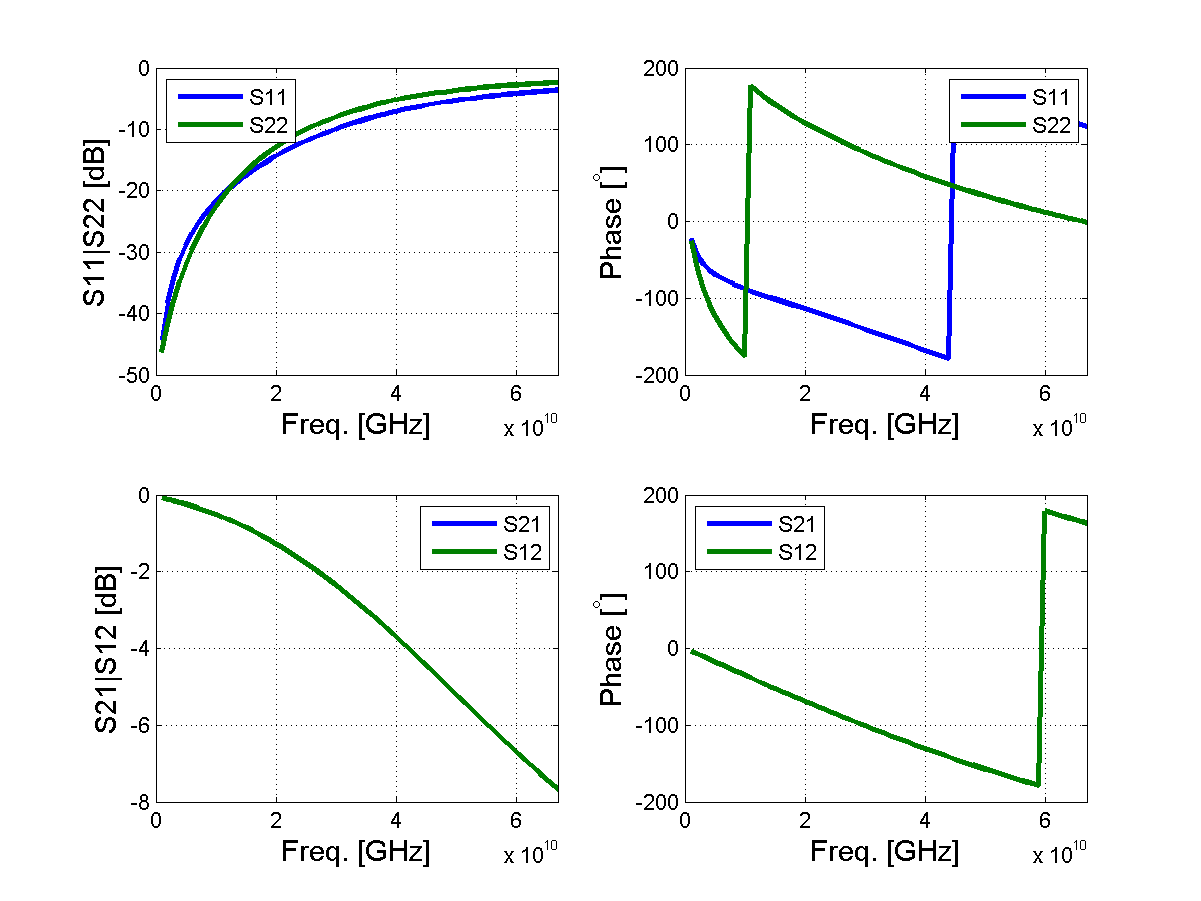 0
-10
-20
-30
-40
-50
S11|S22 [dB]
S11
S22
0 2 4 6
Freq. [GHz]
x 10^10
200
100
0
-100
-200
Phase [°]
S11
S22
0 2 4 6
Freq. [GHz]
x 10^10
0
-2
-4
-6
-8
S21|S12 [dB]
S21
S12
0 2 4 6
Freq. [GHz]
x 10^10
200
100
0
-100
-200
Phase [°]
S21
S12
0 2 4 6
Freq. [GHz]
x 10^10